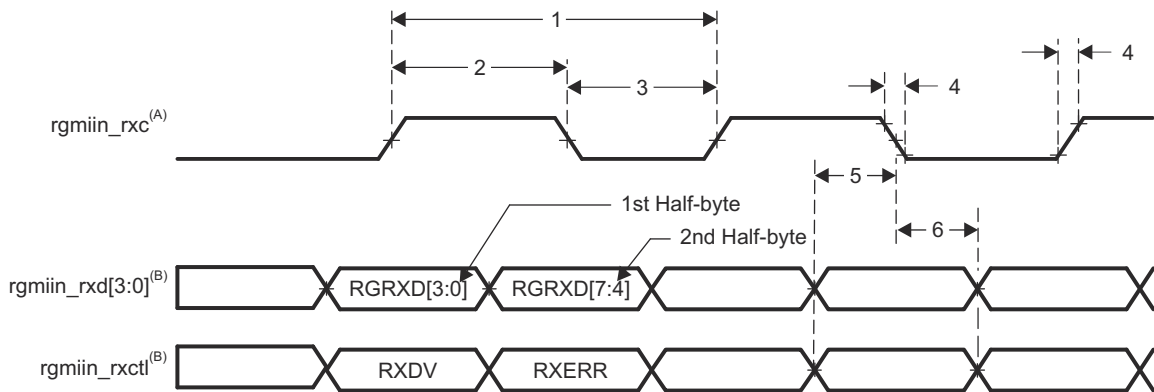 1
2
3
4
4
rgmiin_rxc(A)
5
1st Half-byte
6
2nd Half-byte
rgmiin_rxd[3:0](B)
RGRXD[3:0]
RGRXD[7:4]
rgmiin_rxctl(B)
RXDV
RXERR